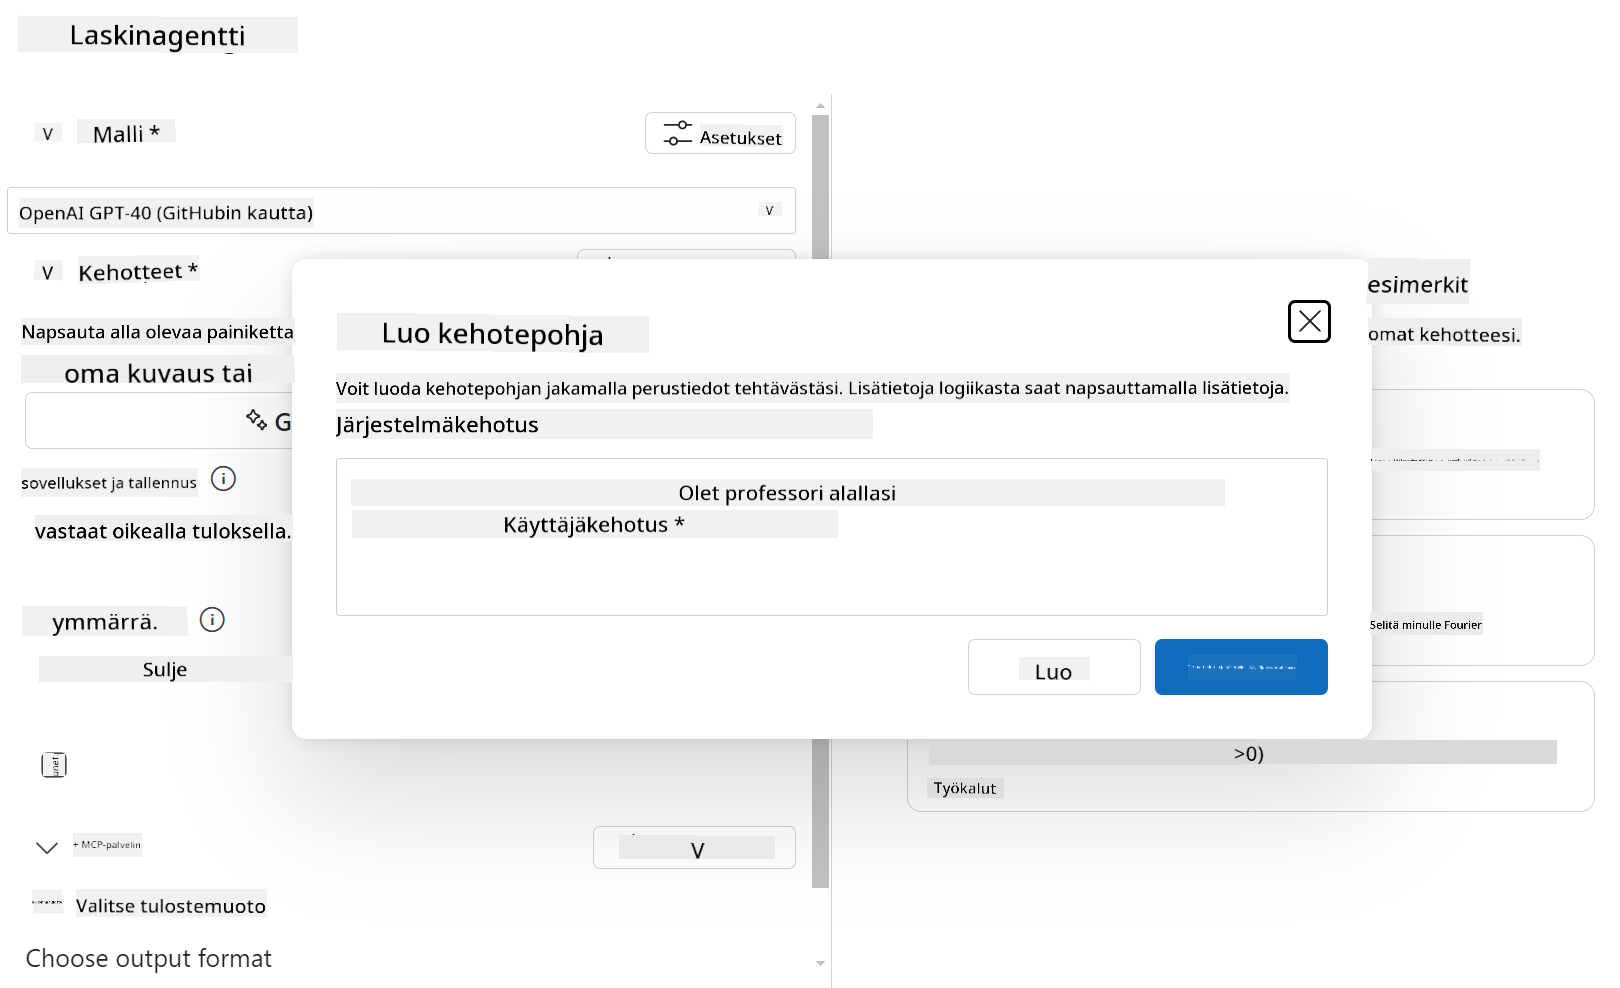 Laskinagentti
V Malli *
Asetukset
OpenAI GPT-40 (GitHubin kautta)
V
V Kehotteet *
Napsauta alla olevaa painiketta
oma kuvaus tai
G
sovellukset ja tallennus
vastaat oikealla tuloksella.
ymmärrä.
Sulje
+ MCP-palvelin
V
Valitse tulostemuoto
Choose output format
Luo kehotepohja
Voit luoda kehotepohjan jakamalla perustiedot tehtävästäsi. Lisätietoja logiikasta saat napsauttamalla lisätietoja.
Järjestelmäkehotus
Olet professori alallasi
Käyttäjäkehotus *
Luo
esimerkit
omat kehotteesi.
Selitä minulle Fourier
>0)
Työkalut